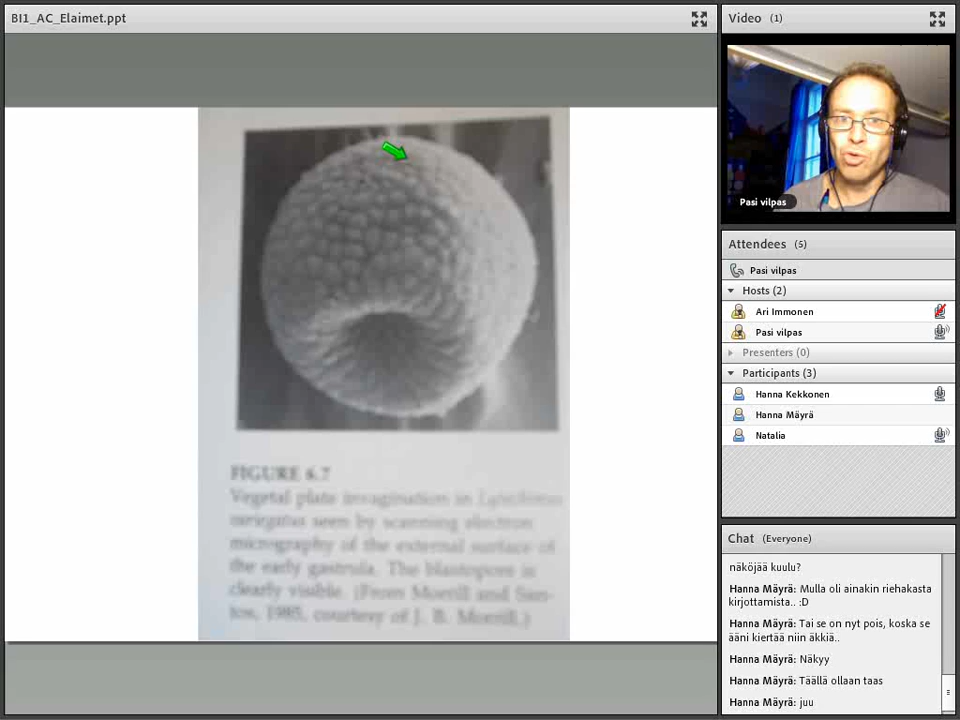 BI1_AC_Elaimet.ppt
FIGURE 6.7
Vegetal plate invagination in Lytechinus
variegatus seen by scanning electron
micrography of the external surface of
the early gastrula. The blastopore is
clearly visible. (From Morrill and San-
tos, 1985, courtesy of J. B. Morrill.)
Video (1)
Pasi vilpas
Attendees (5)
Pasi vilpas
Hosts (2)
Ari Immonen
Pasi vilpas
Presenters (0)
Participants (3)
Hanna Kekkonen
Hanna Mäyrä
Natalia
Chat (Everyone)
näköjää kuulu?
Hanna Mäyrä: Mulla oli ainakin riehakasta
kirjottamista.. :D
Hanna Mäyrä: Tai se on nyt pois, koska se
ääni kiertää niin äkkiä..
Hanna Mäyrä: Näkyy
Hanna Mäyrä: Täällä ollaan taas
Hanna Mäyrä: juu